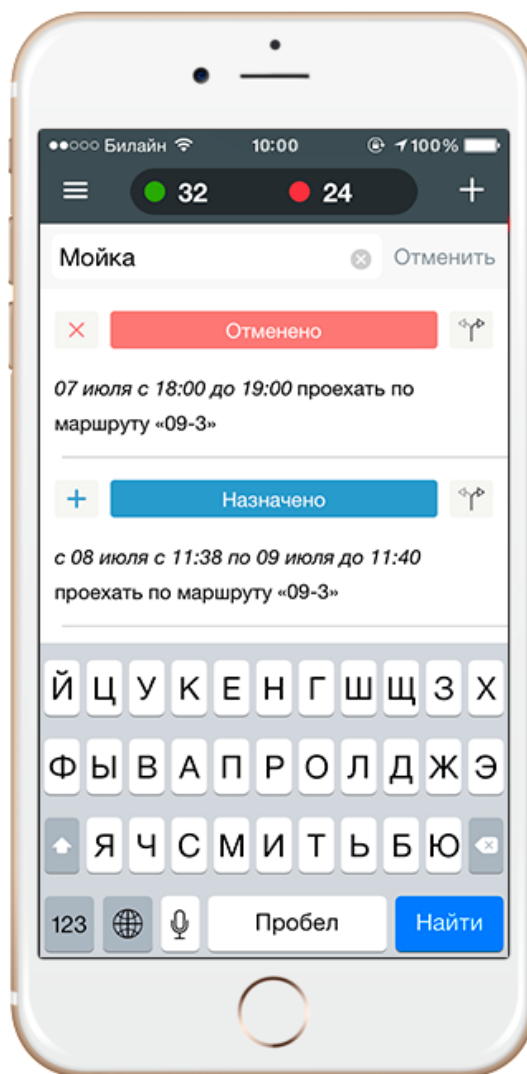 Билайн 10:00 100%
32 24
Мойка Отменить
Отменено
07 июля с 18:00 до 19:00 проехать по
маршруту «09-3»
Назначено
с 08 июля с 11:38 по 09 июля до 11:40
проехать по маршруту «09-3»
Й Ц У К Е Н Г Ш Щ З Х
Ф Ы В А П Р О Л Д Ж Э
Я Ч С М И Т Ь Б Ю
123 Пробел Найти